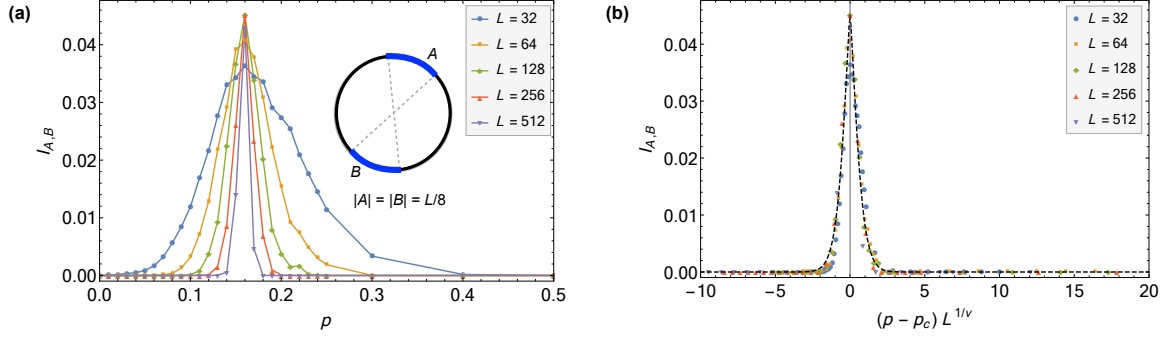 (a)
I_{A,B}
0.04
0.03
0.02
0.01
0.00
0.0 0.1 0.2 0.3 0.4 0.5
p
L = 32
L = 64
L = 128
L = 256
L = 512
A
B
|A| = |B| = L/8
(b)
I_{A,B}
0.04
0.03
0.02
0.01
0.00
−10 −5 0 5 10 15 20
(p − p_c) L^{1/ν}
L = 32
L = 64
L = 128
L = 256
L = 512